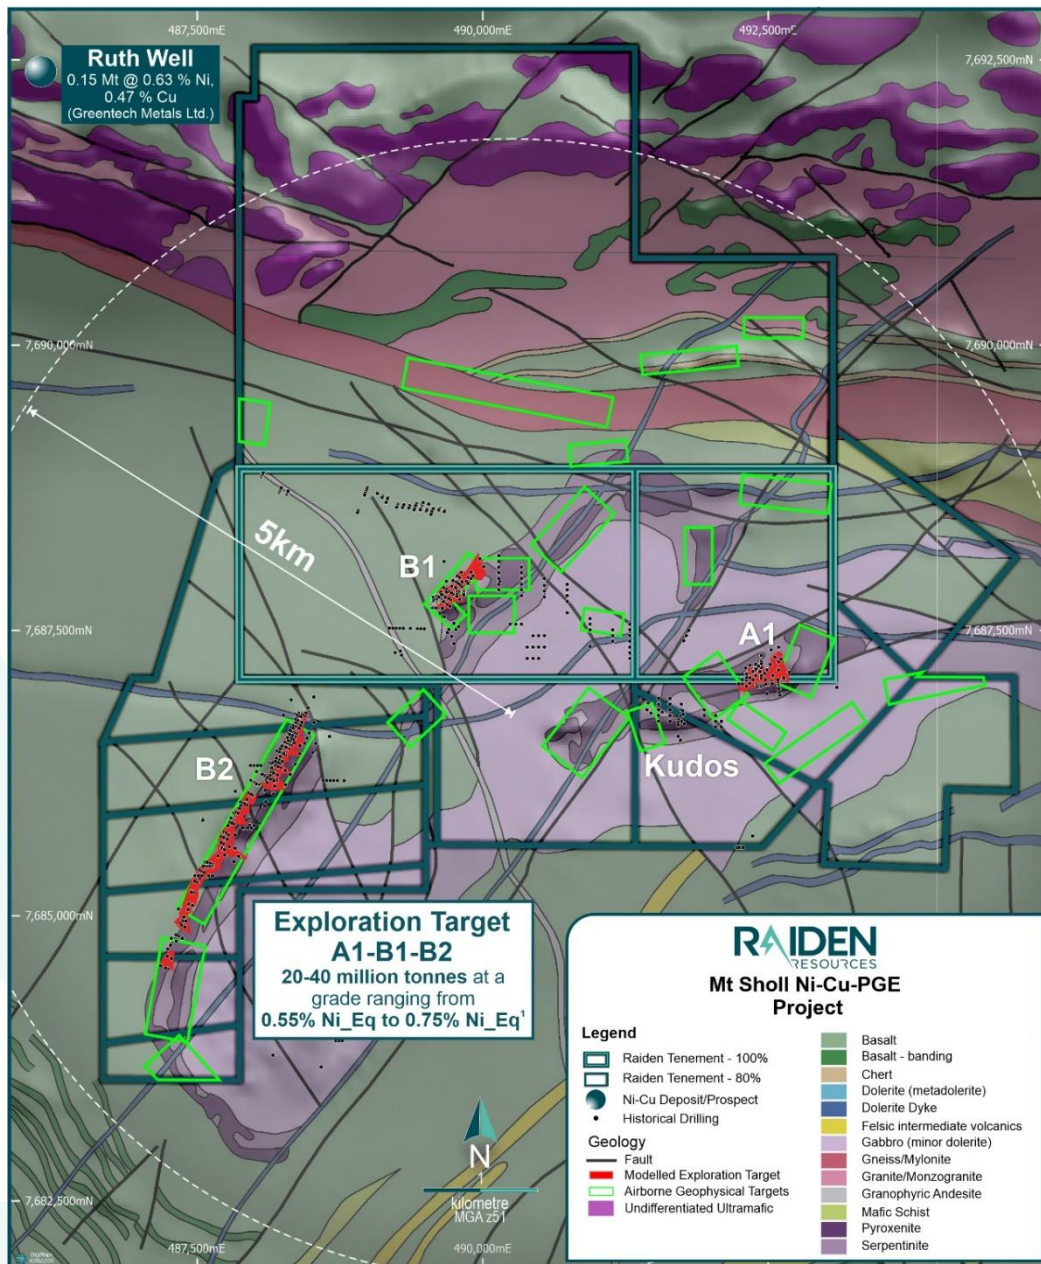 487,500mE
490,000mE
492,500mE
Ruth Well
0.15 Mt @ 0.63 % Ni,
0.47 % Cu
(Greentech Metals Ltd.)
7,692,500mN
7,690,000mN
7,690,000mN
5km
B1
7,687,500mN
7,687,500mN
A1
B2
Kudos
7,685,000mN
Exploration Target
A1-B1-B2
20-40 million tonnes at a
grade ranging from
0.55% Ni_Eq to 0.75% Ni_Eq¹
7,682,500mN
N
1
kilometre
MGA z51
487,500mE
490,000mE
RAIDEN
RESOURCES
Mt Sholl Ni-Cu-PGE
Project
Legend
Raiden Tenement - 100%
Raiden Tenement - 80%
Ni-Cu Deposit/Prospect
Historical Drilling
Geology
Fault
Modelled Exploration Target
Airborne Geophysical Targets
Undifferentiated Ultramafic
Basalt
Basalt - banding
Chert
Dolerite (metadolerite)
Dolerite Dyke
Felsic intermediate volcanics
Gabbro (minor dolerite)
Gneiss/Mylonite
Granite/Monzogranite
Granophyric Andesite
Mafic Schist
Pyroxenite
Serpentinite